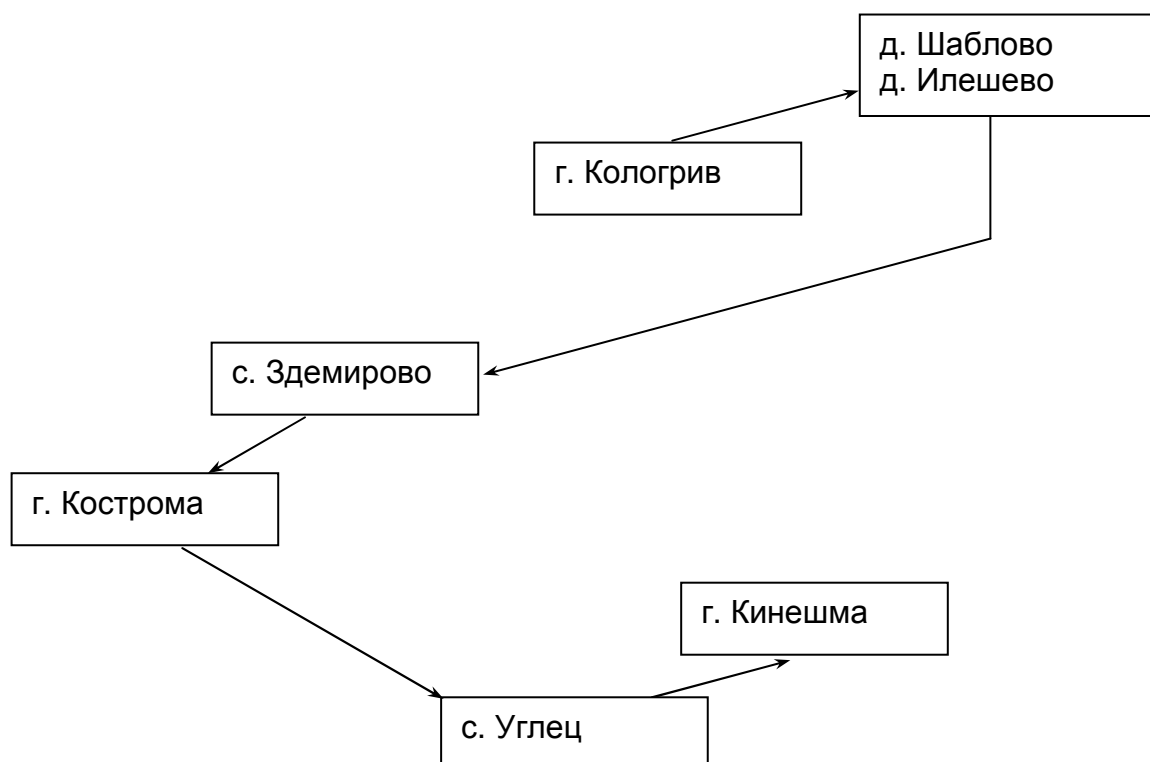 д. Шаблово
д. Илешево
г. Кологрив
с. Здемирово
г. Кострома
г. Кинешма
с. Углец